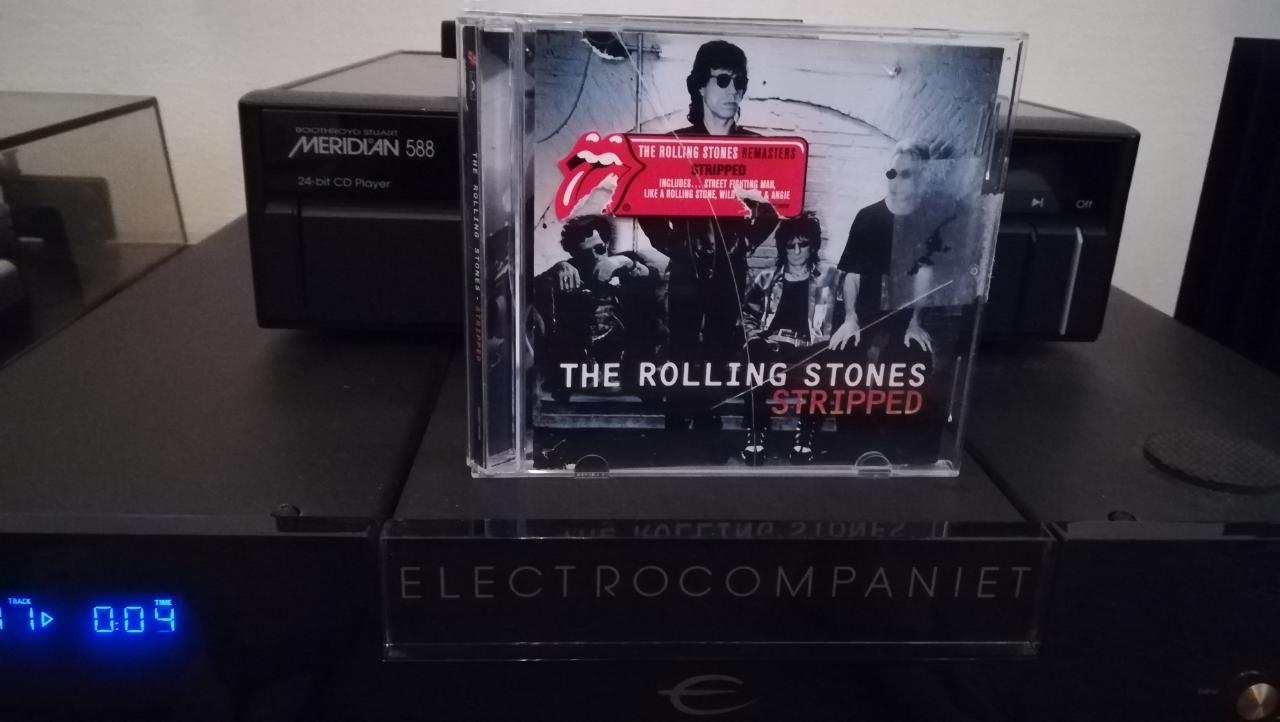 BOOTHROYD STUART
MERIDIAN 588
24-bit CD Player
Off
THE ROLLING STONES - STRIPPED
THE ROLLING STONES REMASTERS
STRIPPED
INCLUDES... STREET FIGHTING MAN,
LIKE A ROLLING STONE, WILD & ANGIE
THE ROLLING STONES
STRIPPED
ELECTROCOMPANIET
TRACK TIME
1 0:04